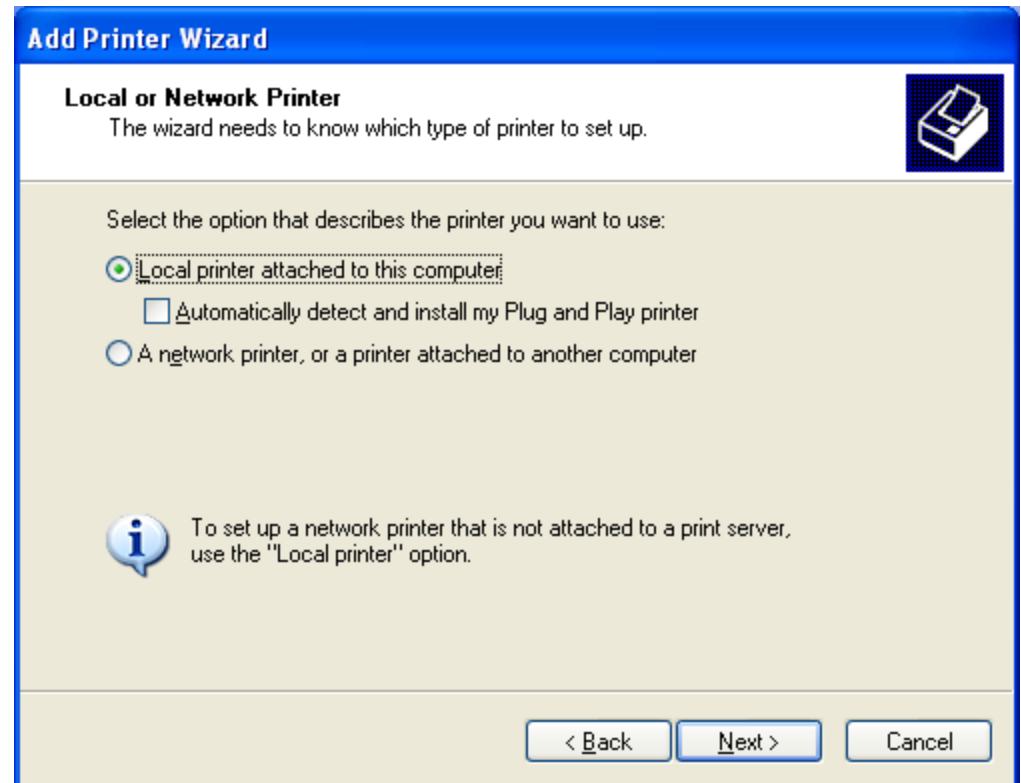 Add Printer Wizard
Local or Network Printer
The wizard needs to know which type of printer to set up.
Select the option that describes the printer you want to use:
Local printer attached to this computer
Automatically detect and install my Plug and Play printer
A network printer, or a printer attached to another computer
To set up a network printer that is not attached to a print server,
use the "Local printer" option.
< Back
Next >
Cancel